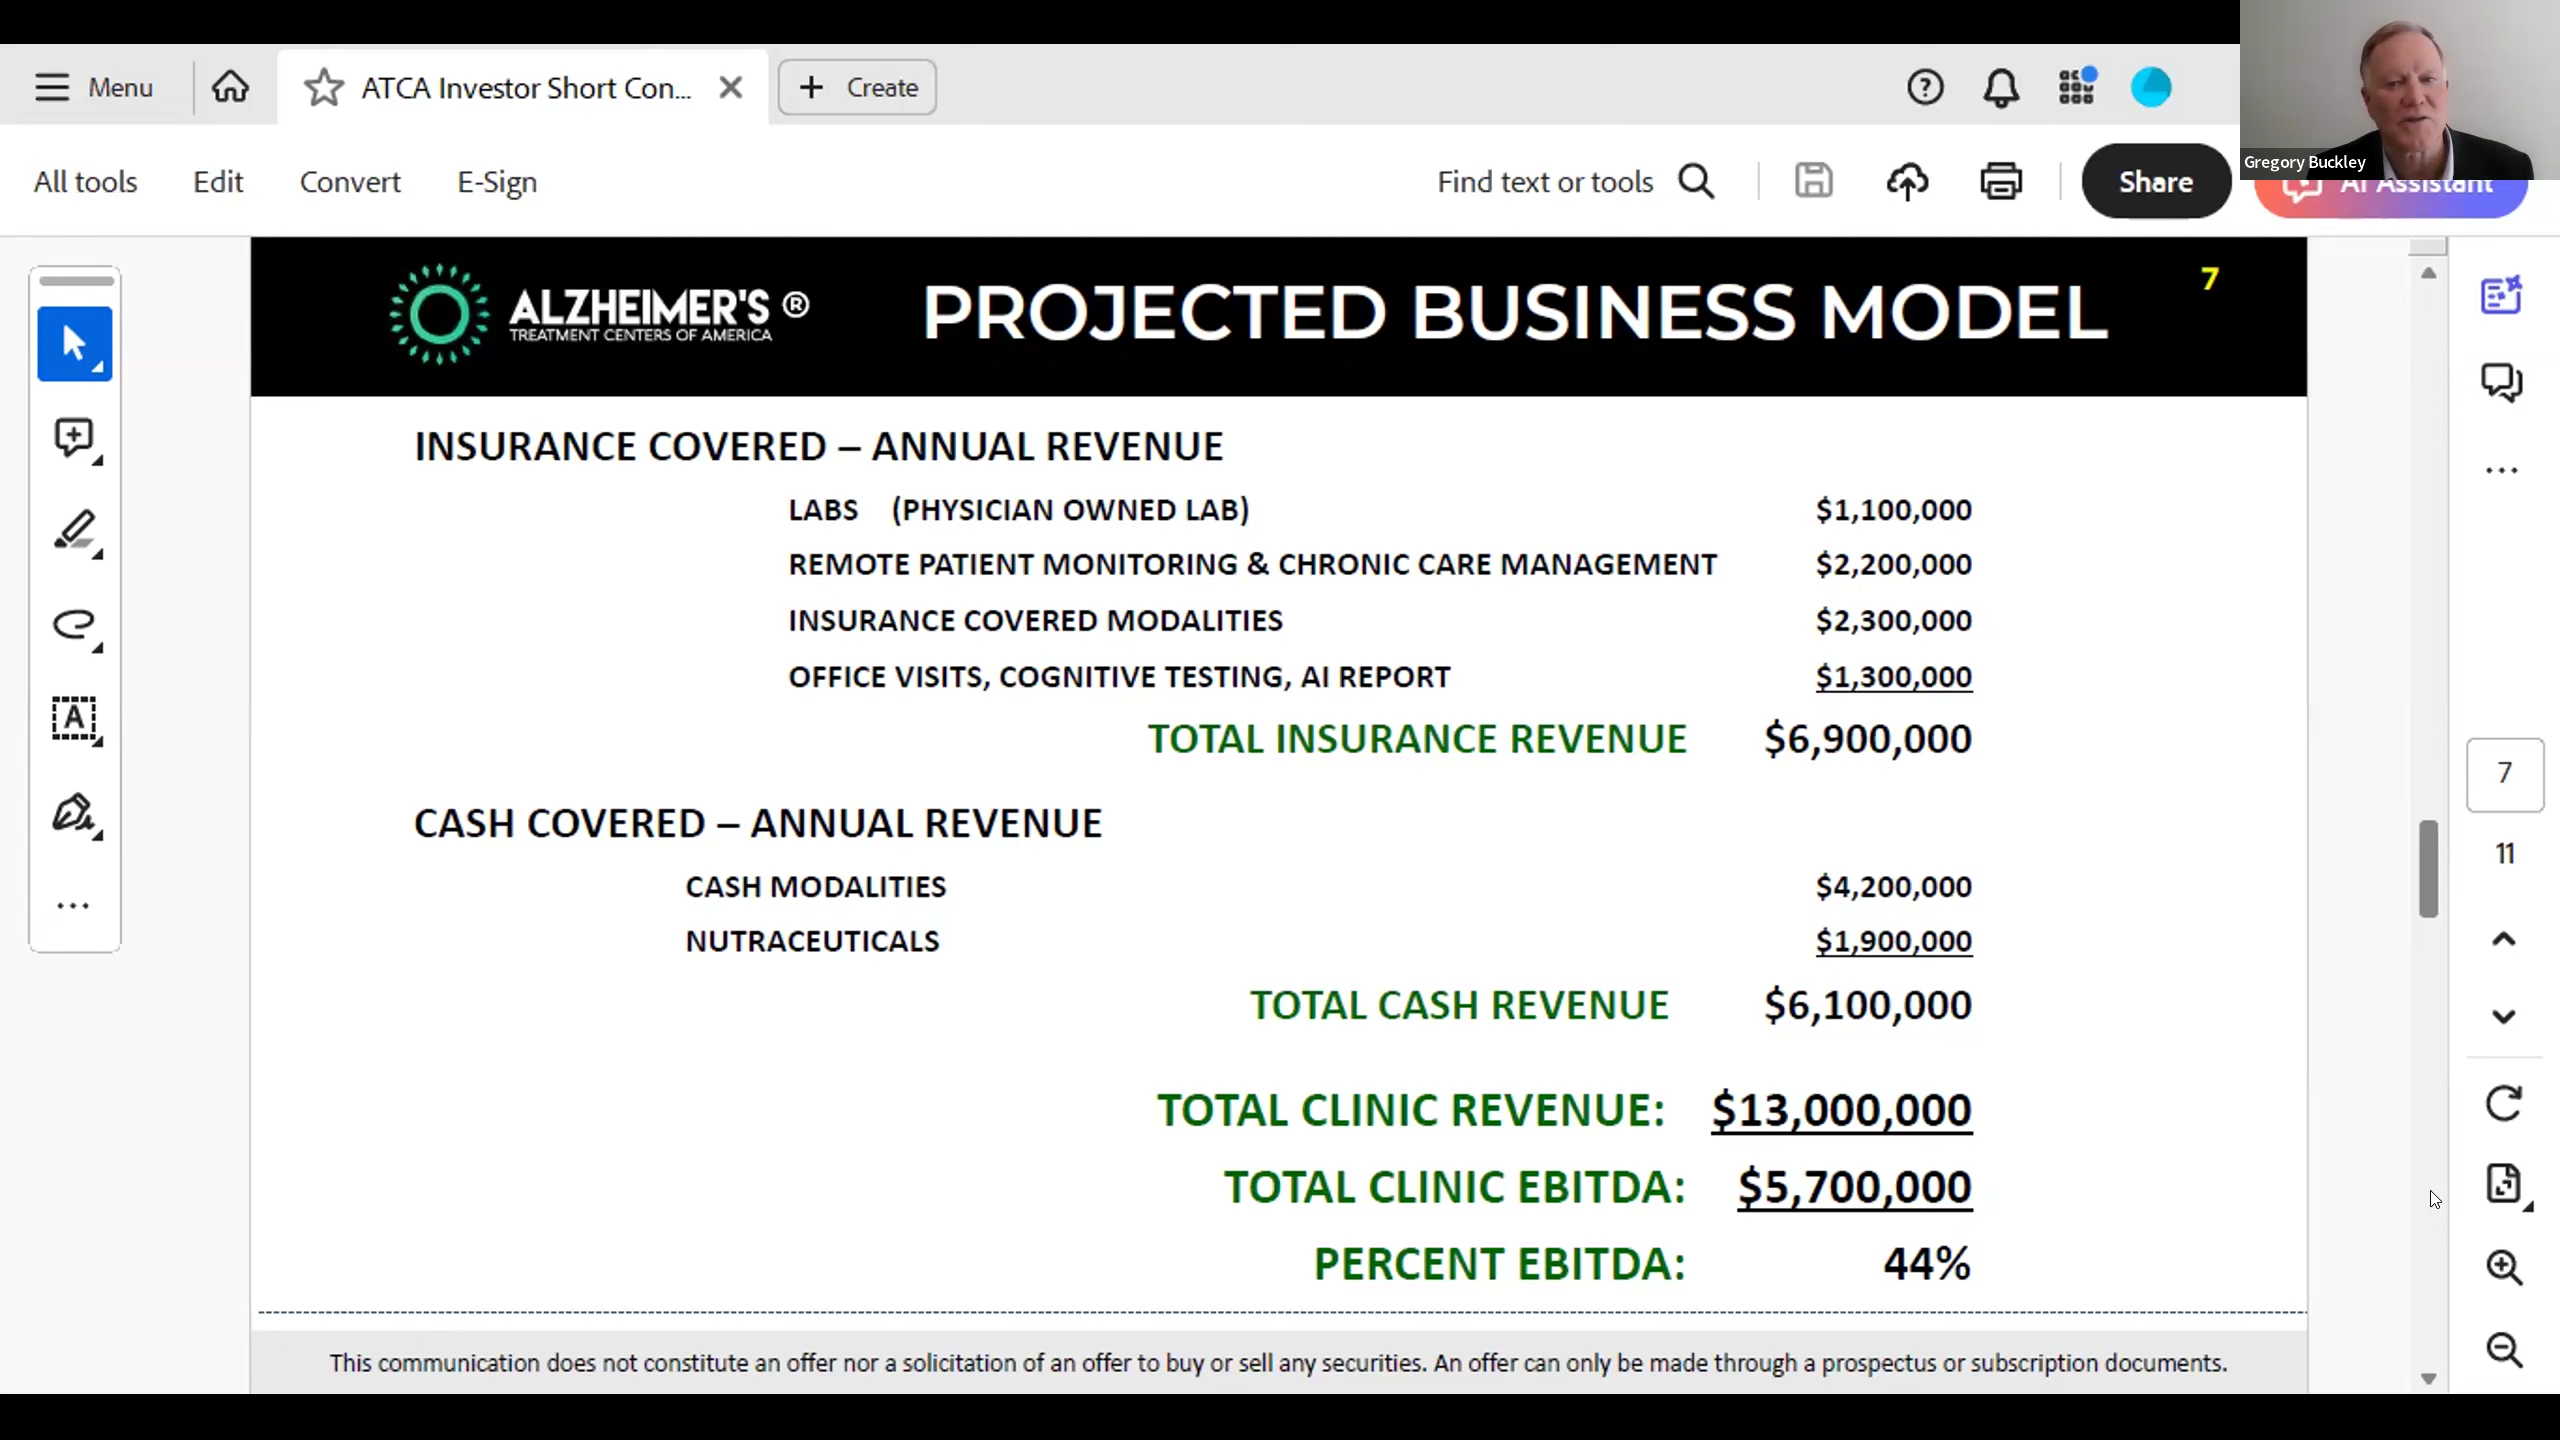 Menu
ATCA Investor Short Con...
Create
Gregory Buckley
All tools
Edit
Convert
E-Sign
Find text or tools
Share
AI Assistant
ALZHEIMER'S ®
TREATMENT CENTERS OF AMERICA
PROJECTED BUSINESS MODEL
7
INSURANCE COVERED – ANNUAL REVENUE
LABS (PHYSICIAN OWNED LAB) $1,100,000
REMOTE PATIENT MONITORING & CHRONIC CARE MANAGEMENT $2,200,000
INSURANCE COVERED MODALITIES $2,300,000
OFFICE VISITS, COGNITIVE TESTING, AI REPORT $1,300,000
TOTAL INSURANCE REVENUE $6,900,000
CASH COVERED – ANNUAL REVENUE
CASH MODALITIES $4,200,000
NUTRACEUTICALS $1,900,000
TOTAL CASH REVENUE $6,100,000
TOTAL CLINIC REVENUE: $13,000,000
TOTAL CLINIC EBITDA: $5,700,000
PERCENT EBITDA: 44%
This communication does not constitute an offer nor a solicitation of an offer to buy or sell any securities. An offer can only be made through a prospectus or subscription documents.
7
11